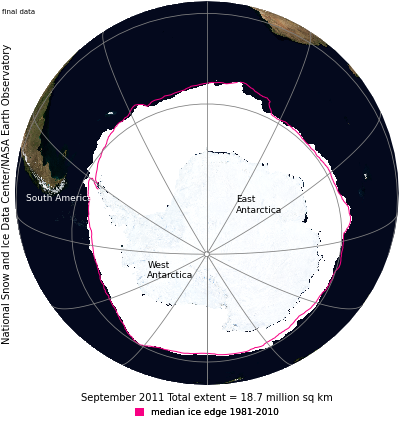 final data
National Snow and Ice Data Center/NASA Earth Observatory
South America
East
Antarctica
West
Antarctica
September 2011 Total extent = 18.7 million sq km
median ice edge 1981-2010